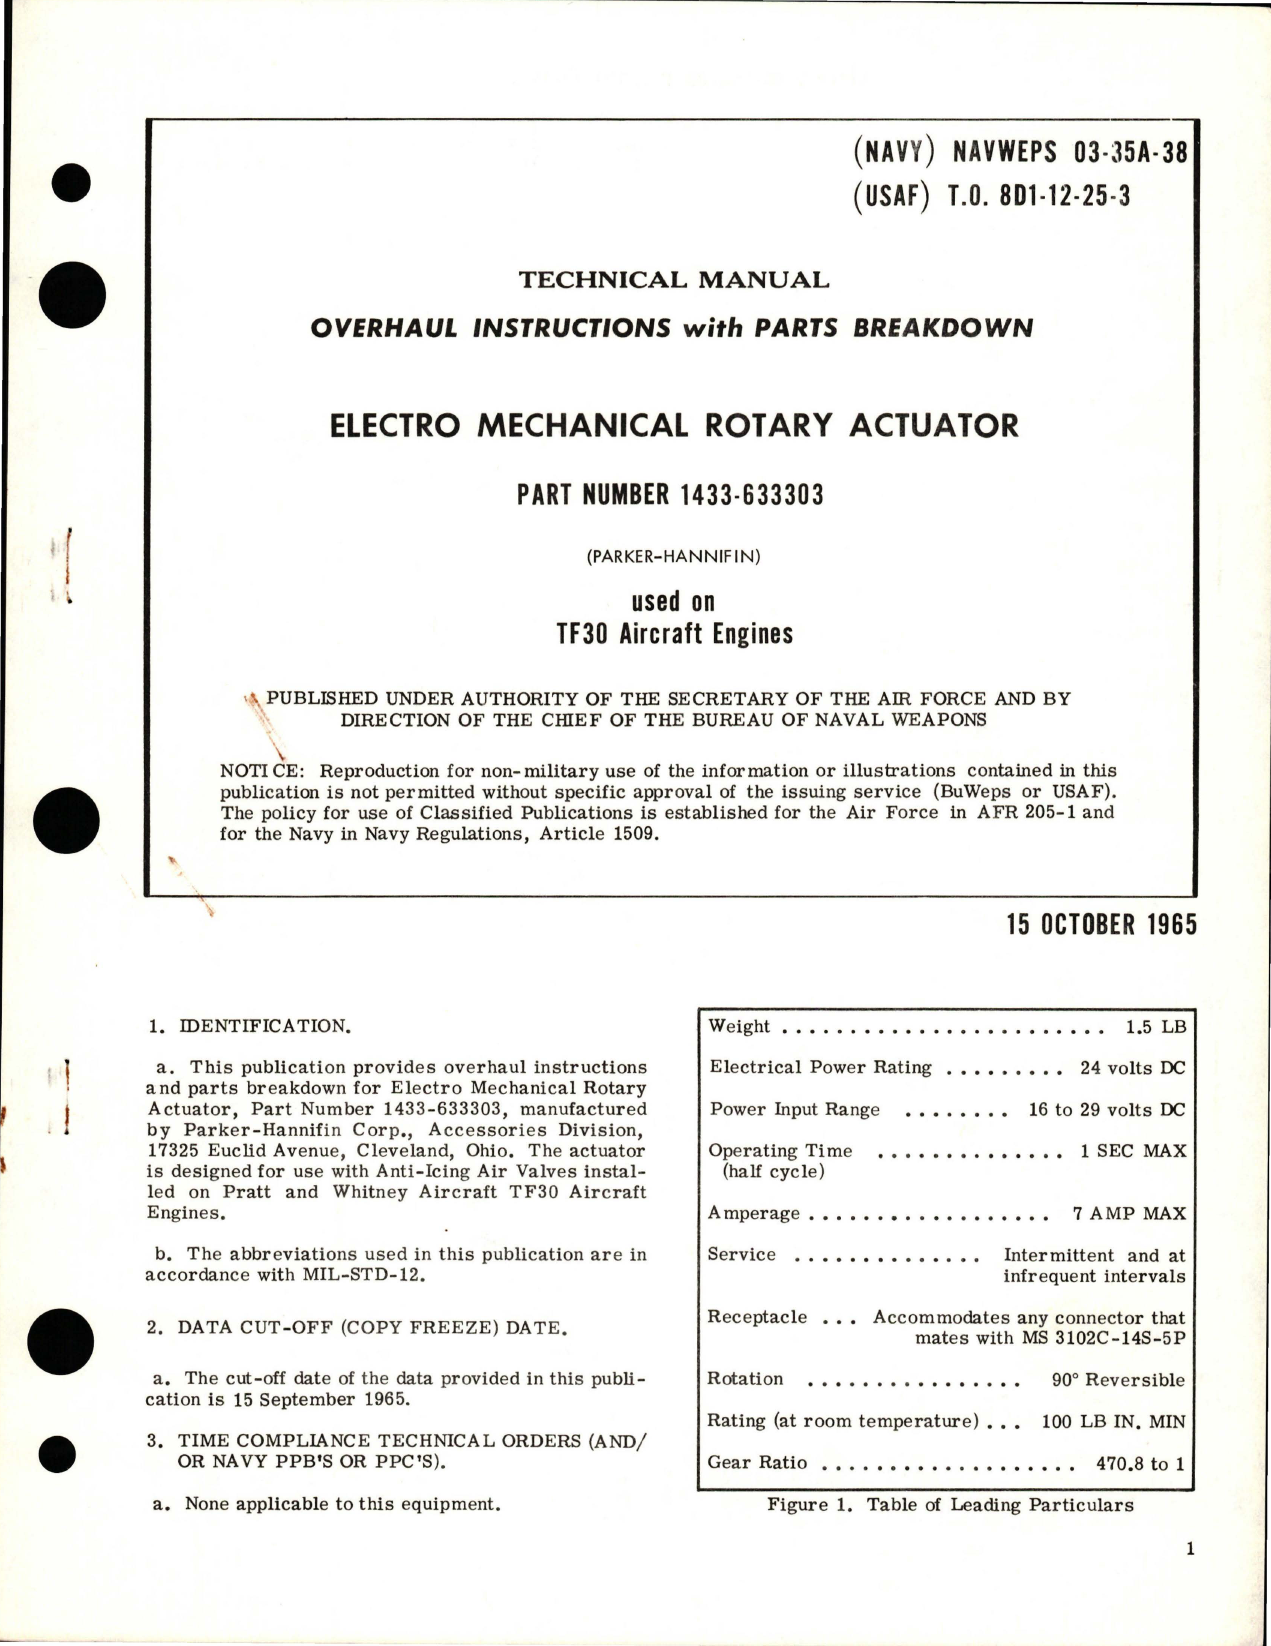 (NAVY) NAVWEPS 03-35A-38
(USAF) T.O. 8D1-12-25-3
TECHNICAL MANUAL
OVERHAUL INSTRUCTIONS with PARTS BREAKDOWN
ELECTRO MECHANICAL ROTARY ACTUATOR
PART NUMBER 1433-633303
(PARKER-HANNIFIN)
used on
TF30 Aircraft Engines
PUBLISHED UNDER AUTHORITY OF THE SECRETARY OF THE AIR FORCE AND BY
DIRECTION OF THE CHIEF OF THE BUREAU OF NAVAL WEAPONS
NOTICE: Reproduction for non-military use of the information or illustrations contained in this
publication is not permitted without specific approval of the issuing service (BuWeps or USAF).
The policy for use of Classified Publications is established for the Air Force in AFR 205-1 and
for the Navy in Navy Regulations, Article 1509.
15 OCTOBER 1965
1. IDENTIFICATION.
a. This publication provides overhaul instructions
and parts breakdown for Electro Mechanical Rotary
Actuator, Part Number 1433-633303, manufactured
by Parker-Hannifin Corp., Accessories Division,
17325 Euclid Avenue, Cleveland, Ohio. The actuator
is designed for use with Anti-Icing Air Valves instal-
led on Pratt and Whitney Aircraft TF30 Aircraft
Engines.
b. The abbreviations used in this publication are in
accordance with MIL-STD-12.
2. DATA CUT-OFF (COPY FREEZE) DATE.
a. The cut-off date of the data provided in this publi-
cation is 15 September 1965.
3. TIME COMPLIANCE TECHNICAL ORDERS (AND/
OR NAVY PPB'S OR PPC'S).
a. None applicable to this equipment.
Weight . . . . . . . . . . . . . . . . . . . . . . . . 1.5 LB
Electrical Power Rating . . . . . . . . . 24 volts DC
Power Input Range . . . . . . . . 16 to 29 volts DC
Operating Time . . . . . . . . . . . . . . 1 SEC MAX
(half cycle)
Amperage . . . . . . . . . . . . . . . . . . 7 AMP MAX
Service . . . . . . . . . . . . . . Intermittent and at
infrequent intervals
Receptacle . . . Accommodates any connector that
mates with MS 3102C-14S-5P
Rotation . . . . . . . . . . . . . . . . 90° Reversible
Rating (at room temperature) . . . 100 LB IN. MIN
Gear Ratio . . . . . . . . . . . . . . . . . . . 470.8 to 1
Figure 1. Table of Leading Particulars
1